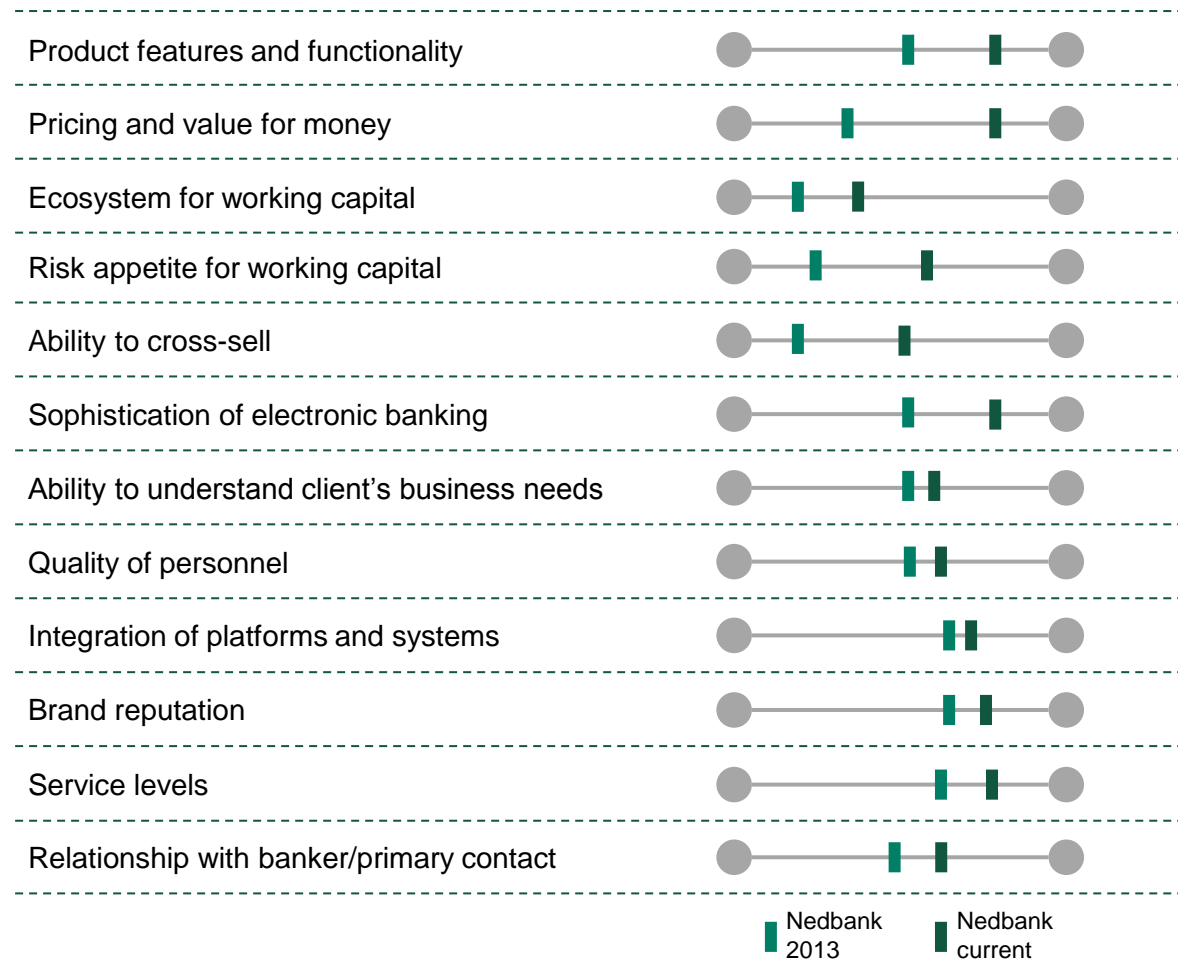 Product features and functionality
Pricing and value for money
Ecosystem for working capital
Risk appetite for working capital
Ability to cross-sell
Sophistication of electronic banking
Ability to understand client’s business needs
Quality of personnel
Integration of platforms and systems
Brand reputation
Service levels
Relationship with banker/primary contact
Nedbank
2013
Nedbank
current